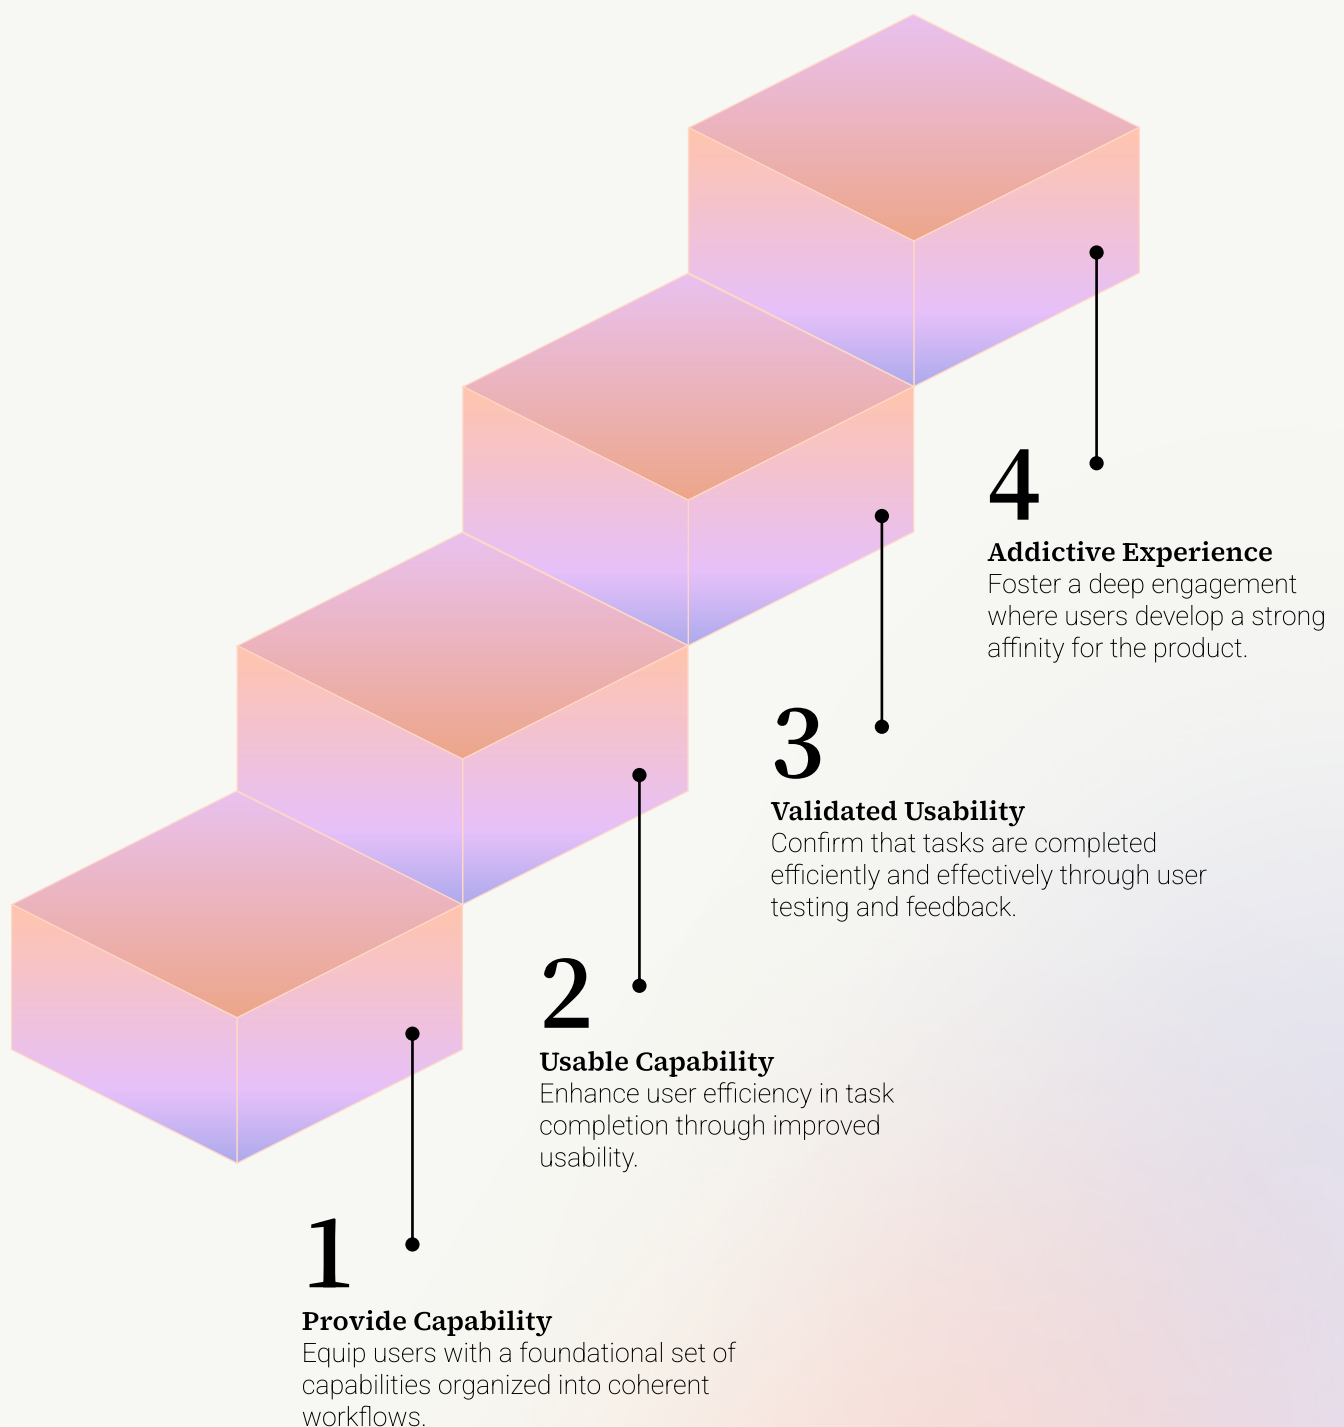 4
Addictive Experience
Foster a deep engagement
where users develop a strong
affinity for the product.
3
Validated Usability
Confirm that tasks are completed
efficiently and effectively through user
testing and feedback.
2
Usable Capability
Enhance user efficiency in task
completion through improved
usability.
1
Provide Capability
Equip users with a foundational set of
capabilities organized into coherent
workflows.